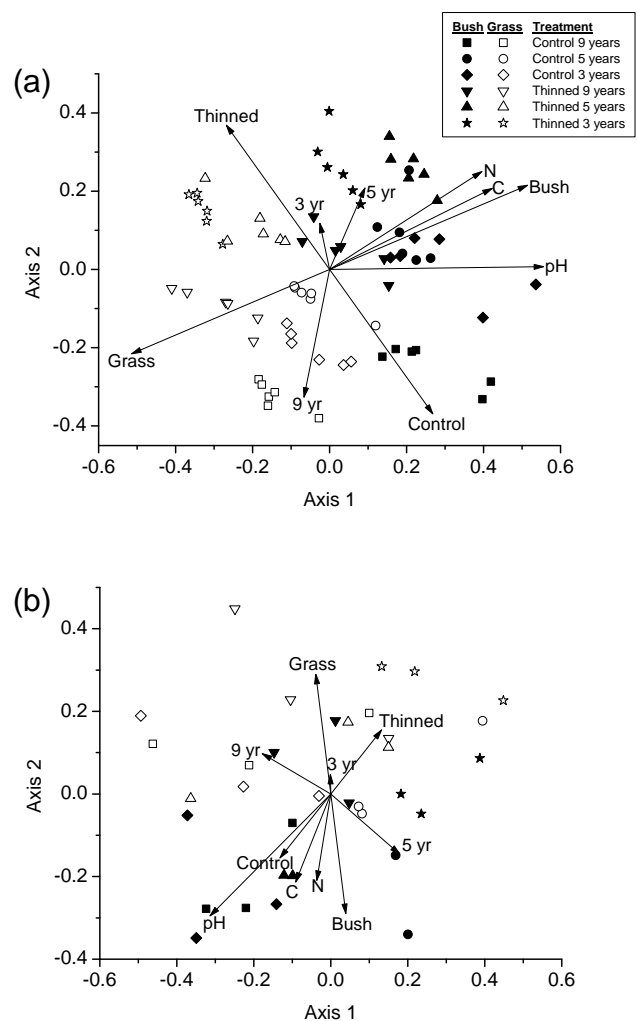 Bush Grass Treatment
Control 9 years
Control 5 years
Control 3 years
Thinned 9 years
Thinned 5 years
Thinned 3 years
(a)
0.4
0.2
0.0
-0.2
-0.4
Axis 2
Thinned
3 yr
5 yr
N
C
Bush
pH
Grass
9 yr
Control
-0.6 -0.4 -0.2 0.0 0.2 0.4 0.6
Axis 1
(b)
0.4
0.2
0.0
-0.2
-0.4
Axis 2
Grass
Thinned
9 yr
3 yr
5 yr
Control
C
N
pH
Bush
-0.6 -0.4 -0.2 0.0 0.2 0.4 0.6
Axis 1